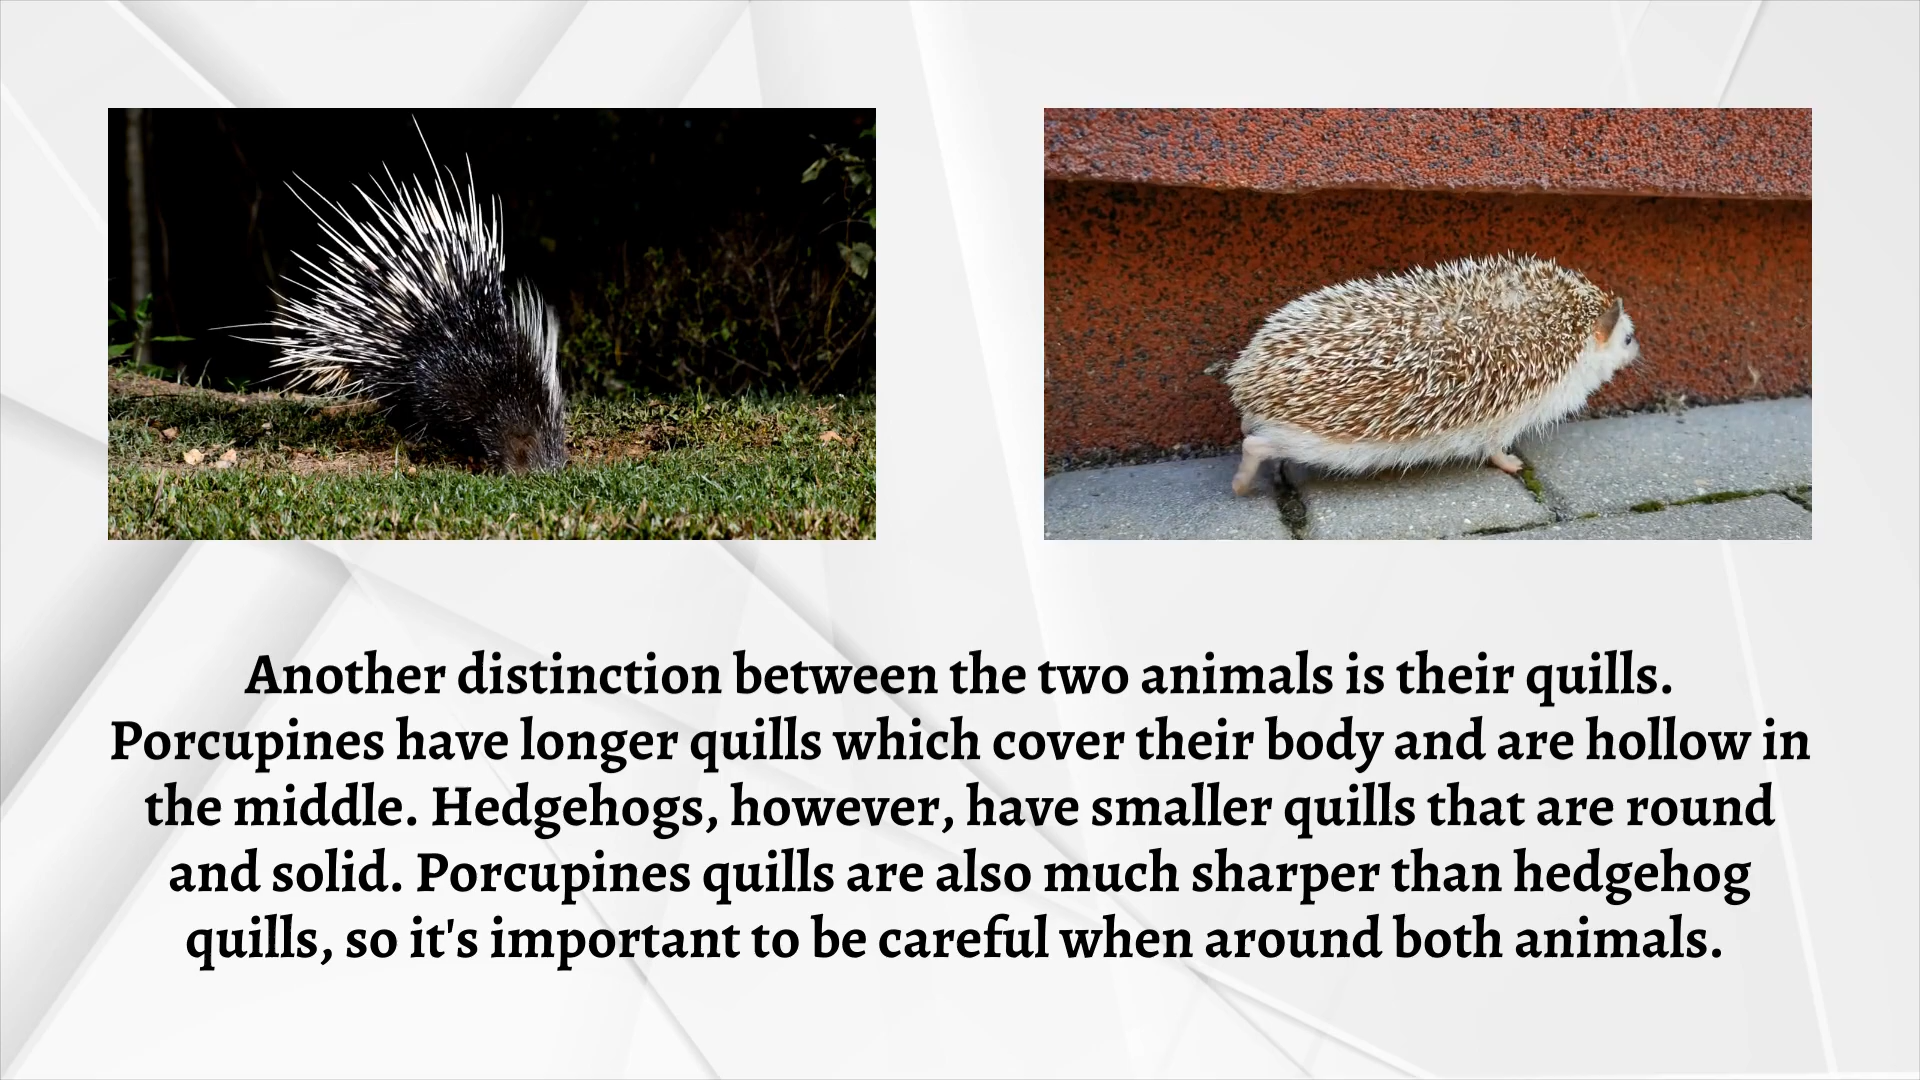 Another distinction between the two animals is their quills.
Porcupines have longer quills which cover their body and are hollow in
the middle. Hedgehogs, however, have smaller quills that are round
and solid. Porcupines quills are also much sharper than hedgehog
quills, so it's important to be careful when around both animals.